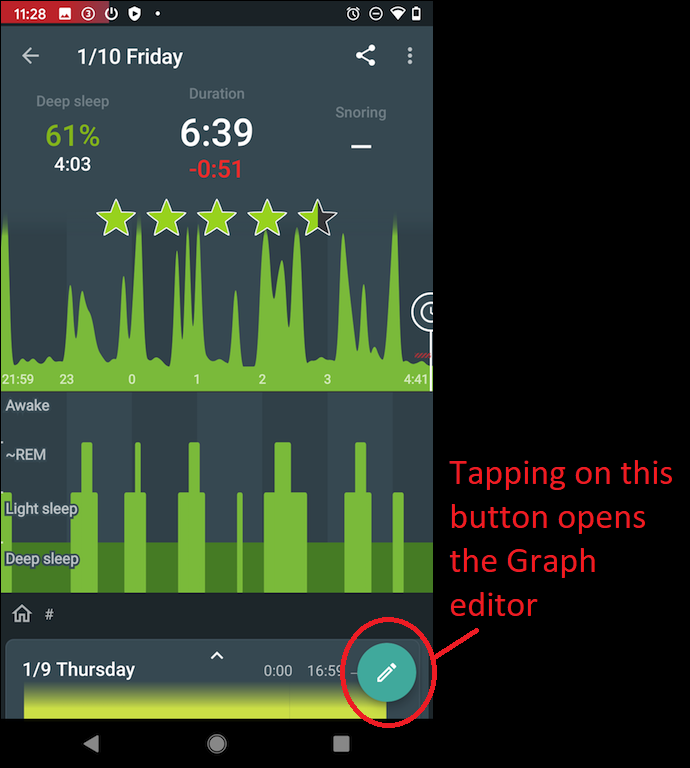 11:28
1/10 Friday
Deep sleep
Duration
Snoring
61%
6:39
4:03
-0:51
21:59 23 0 1 2 3 4:41
Awake
~REM
Light sleep
Deep sleep
#
1/9 Thursday 0:00 16:59
Tapping on this
button opens
the Graph
editor